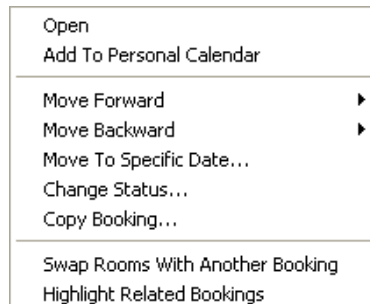 Open
Add To Personal Calendar
Move Forward
Move Backward
Move To Specific Date...
Change Status...
Copy Booking...
Swap Rooms With Another Booking
Highlight Related Bookings